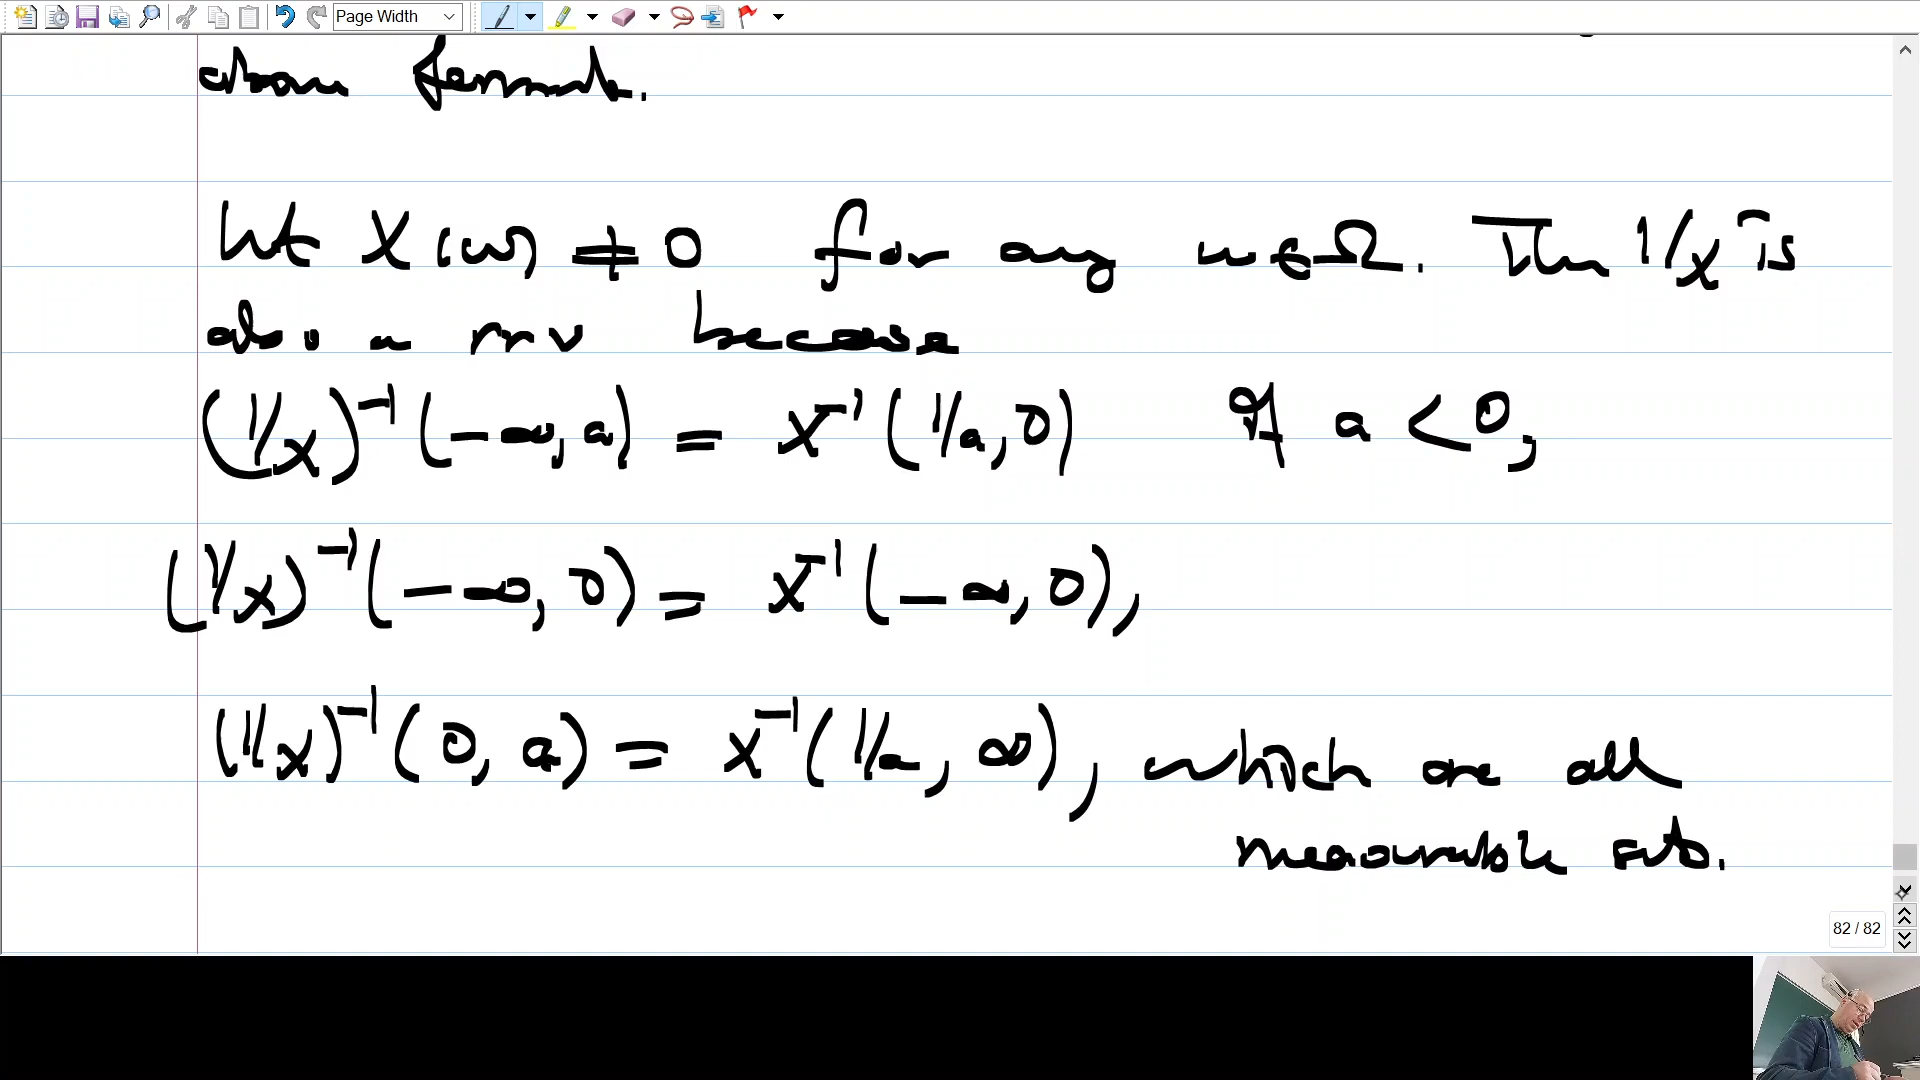 Page Width
above formula.
Let X(ω) ≠ 0 for any ω ∈ Ω. Then 1/X is
also a rv because
(1/X)⁻¹(-∞, a) = X⁻¹(1/a, 0) if a < 0,
(1/X)⁻¹(-∞, 0) = X⁻¹(-∞, 0),
(1/X)⁻¹(0, a) = X⁻¹(1/a, ∞), which are all
measurable sets.
82 / 82